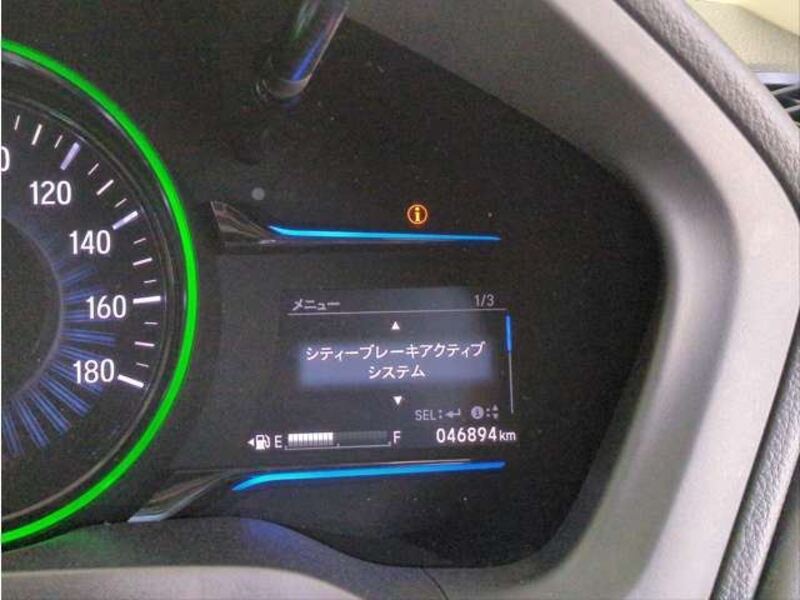 120
140
160
180
メニュー 1/3
▲
シティーブレーキアクティブ
システム
▼
SEL:↵ ℹ:▲▼
E F 046894km